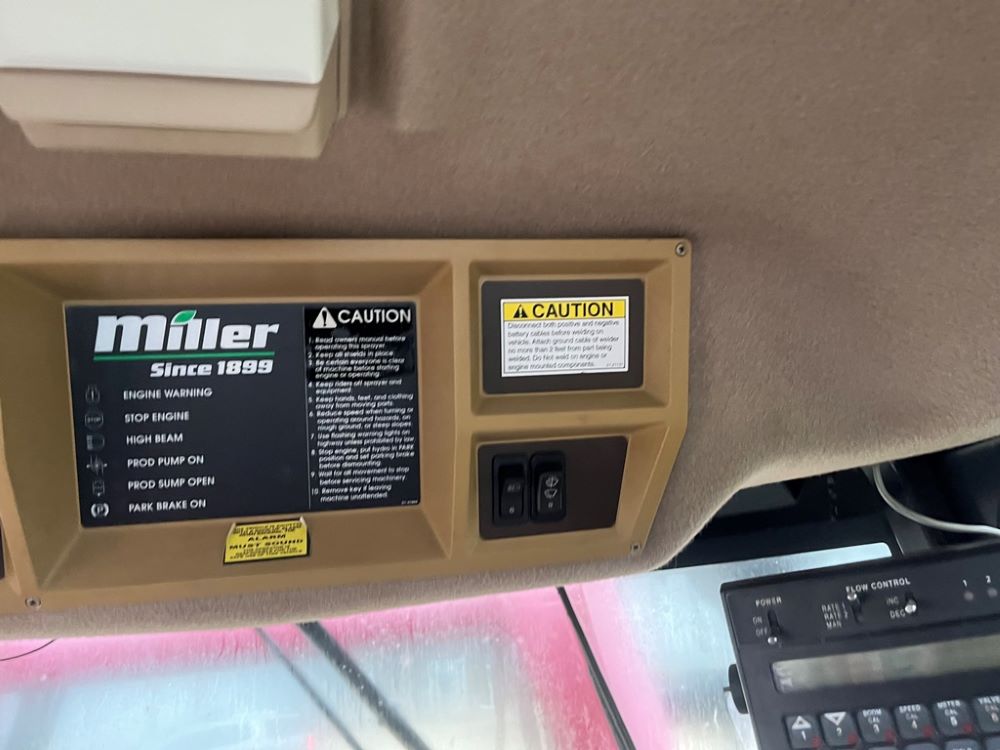 miller
Since 1899
ENGINE WARNING
STOP ENGINE
HIGH BEAM
PROD PUMP ON
PROD SUMP OPEN
PARK BRAKE ON
CAUTION
1. Read owners manual before
operating this sprayer.
2. Keep all shields in place.
3. Be certain everyone is clear
of machine before starting
engine or operating.
4. Keep riders off sprayer and
equipment.
5. Keep hands, feet, and clothing
away from moving parts.
6. Reduce speed when turning or
operating around hazards, on
rough ground, or steep slopes.
7. Use flashing warning lights on
highway unless prohibited by law
8. Stop engine, put hydro in PARK
position and set parking brake
before dismounting.
9. Wait for all movement to stop
before servicing machinery.
10. Remove key if leaving
machine unattended.
CAUTION
Disconnect both positive and negative
battery cables before welding on
vehicle. Attach ground cable of welder
no more than 2 feet from part being
welded. Do Not weld on engine or
engine mounted components.
ALARM
MUST SOUND
POWER
ON
OFF
FLOW CONTROL
RATE 1
RATE 2
MAN
INC
DEC
1 2
1
2
BOOM
CAL
3
SPEED
CAL
4
METER
CAL
5